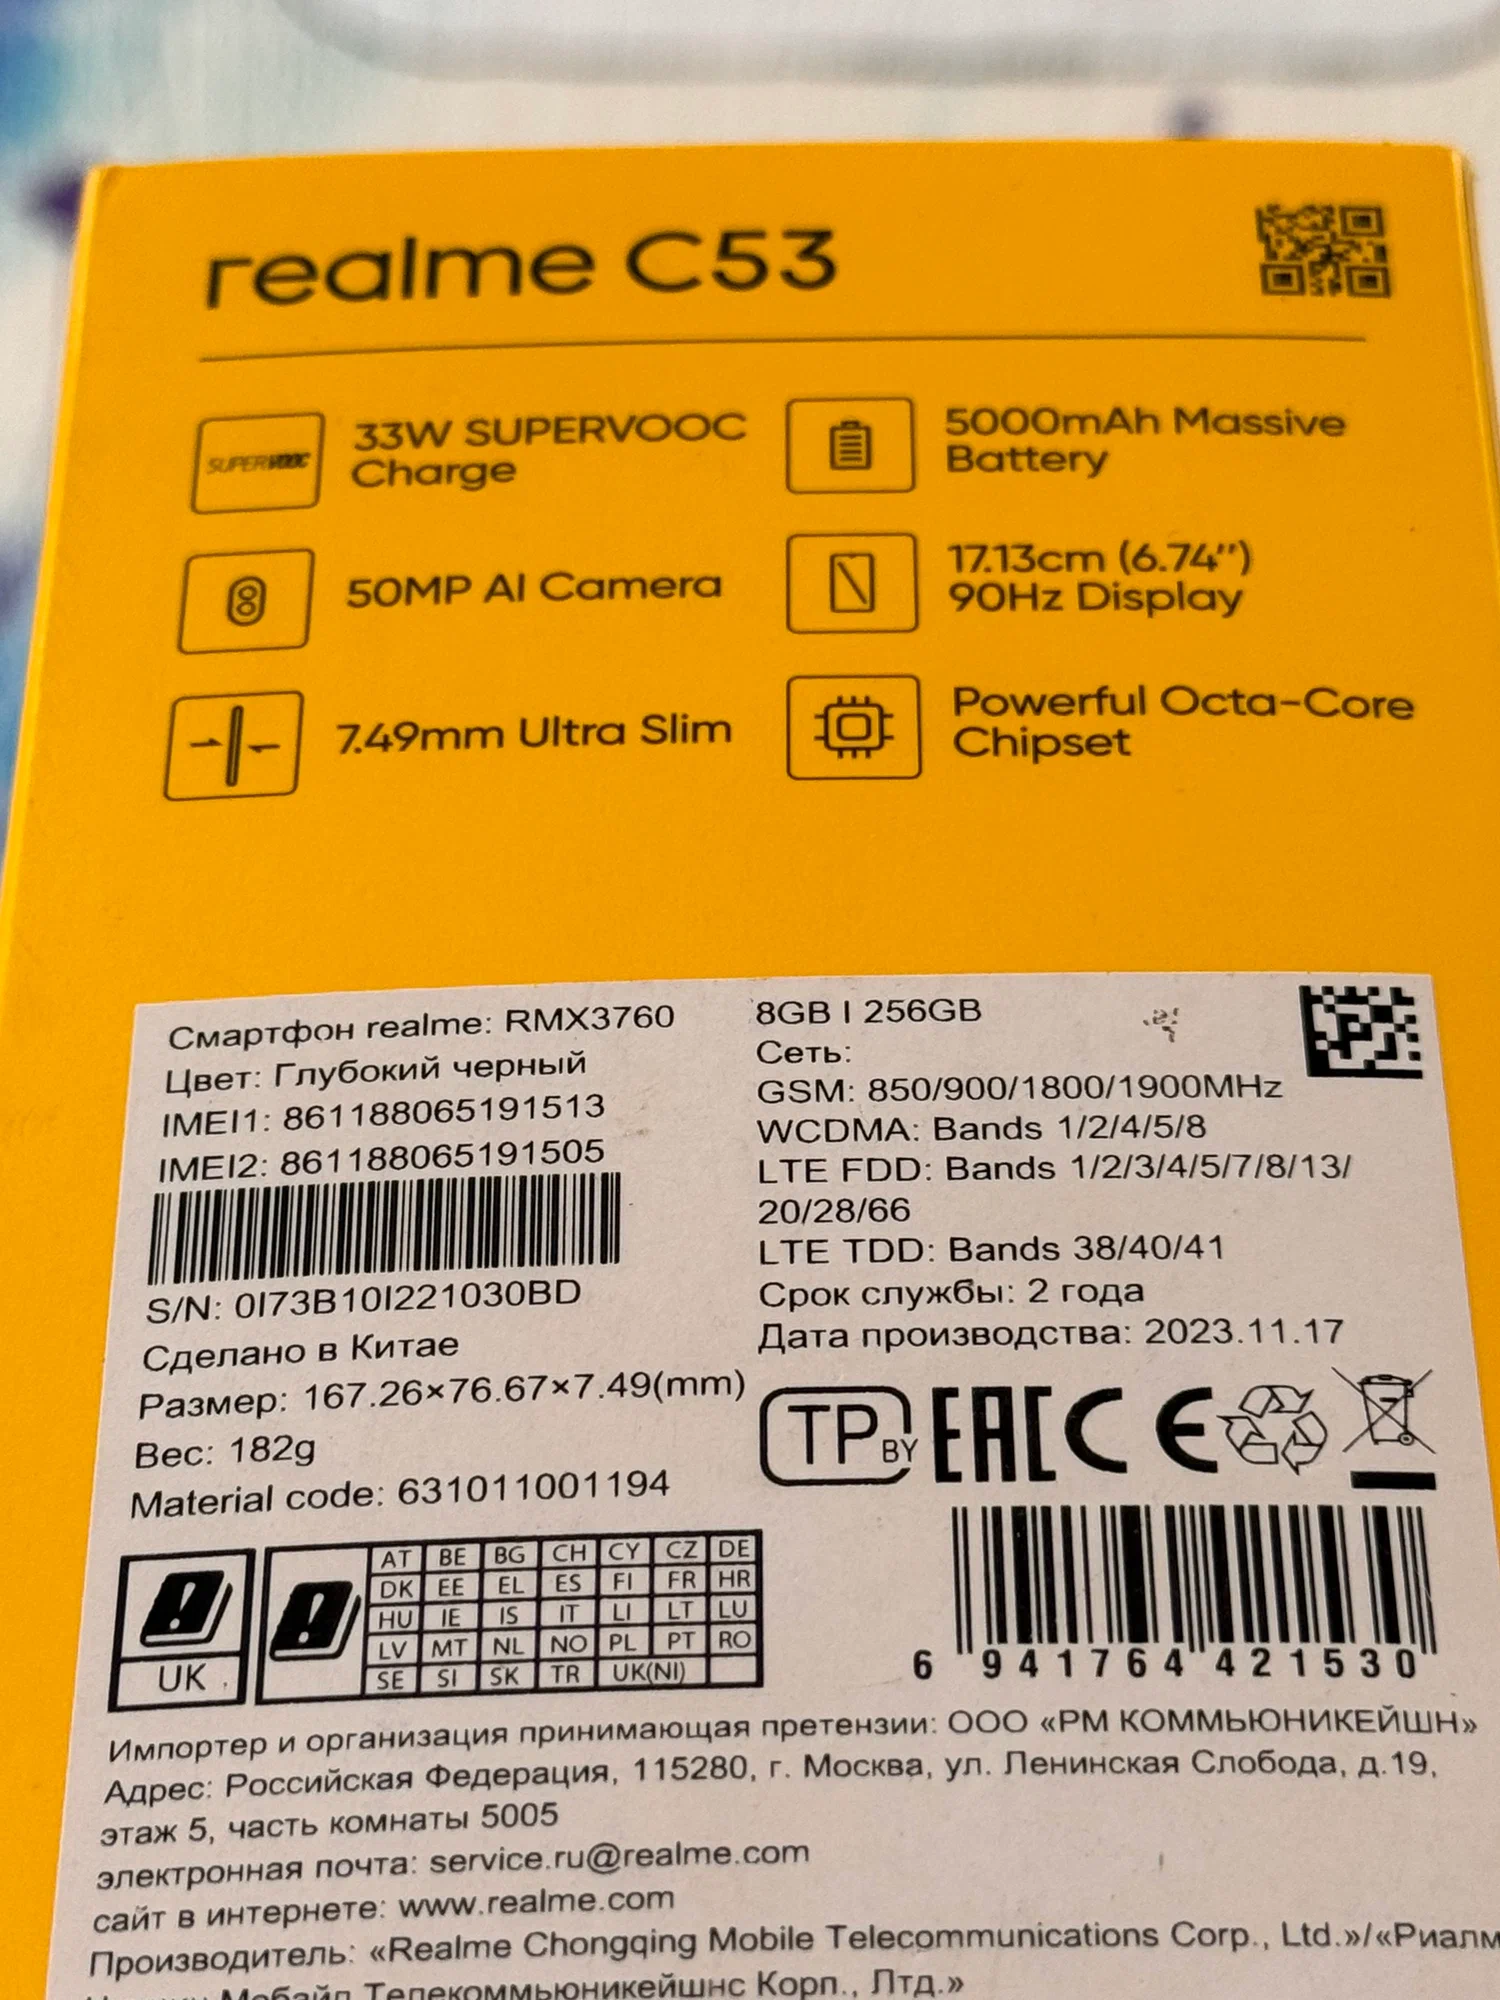 realme C53
SUPERVOOC
33W SUPERVOOC
Charge
5000mAh Massive
Battery
50MP AI Camera
17.13cm (6.74'')
90Hz Display
7.49mm Ultra Slim
Powerful Octa-Core
Chipset
Смартфон realme: RMX3760
Цвет: Глубокий черный
IMEI1: 861188065191513
IMEI2: 861188065191505
S/N: 0I73B10I221030BD
Сделано в Китае
Размер: 167.26×76.67×7.49(mm)
Вес: 182g
Material code: 631011001194
8GB I 256GB
Сеть:
GSM: 850/900/1800/1900MHz
WCDMA: Bands 1/2/4/5/8
LTE FDD: Bands 1/2/3/4/5/7/8/13/
20/28/66
LTE TDD: Bands 38/40/41
Срок службы: 2 года
Дата производства: 2023.11.17
TP BY EAC CE
UK
AT BE BG CH CY CZ DE
DK EE EL ES FI FR HR
HU IE IS IT LI LT LU
LV MT NL NO PL PT RO
SE SI SK TR UK(NI)
6 941764 421530
Импортер и организация принимающая претензии: ООО «РМ КОММЬЮНИКЕЙШН»
Адрес: Российская Федерация, 115280, г. Москва, ул. Ленинская Слобода, д.19,
этаж 5, часть комнаты 5005
электронная почта: service.ru@realme.com
сайт в интернете: www.realme.com
Производитель: «Realme Chongqing Mobile Telecommunications Corp., Ltd.»/«Риалм
Мобайл Телекоммьюникейшнс Корп., Лтд.»